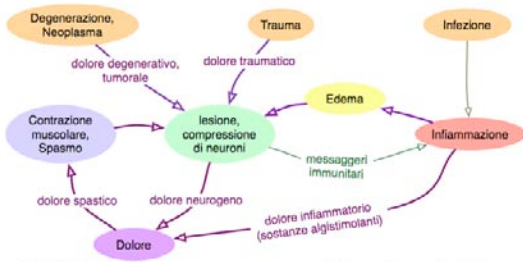 Degenerazione,
Neoplasma
Trauma
Infezione
dolore degenerativo,
tumorale
dolore traumatico
Edema
Contrazione
muscolare,
Spasmo
lesione,
compressione
di neuroni
Infiammazione
messaggeri
immunitari
dolore spastico
dolore neurogeno
dolore infiammatorio
(sostanze algistimolanti)
Dolore